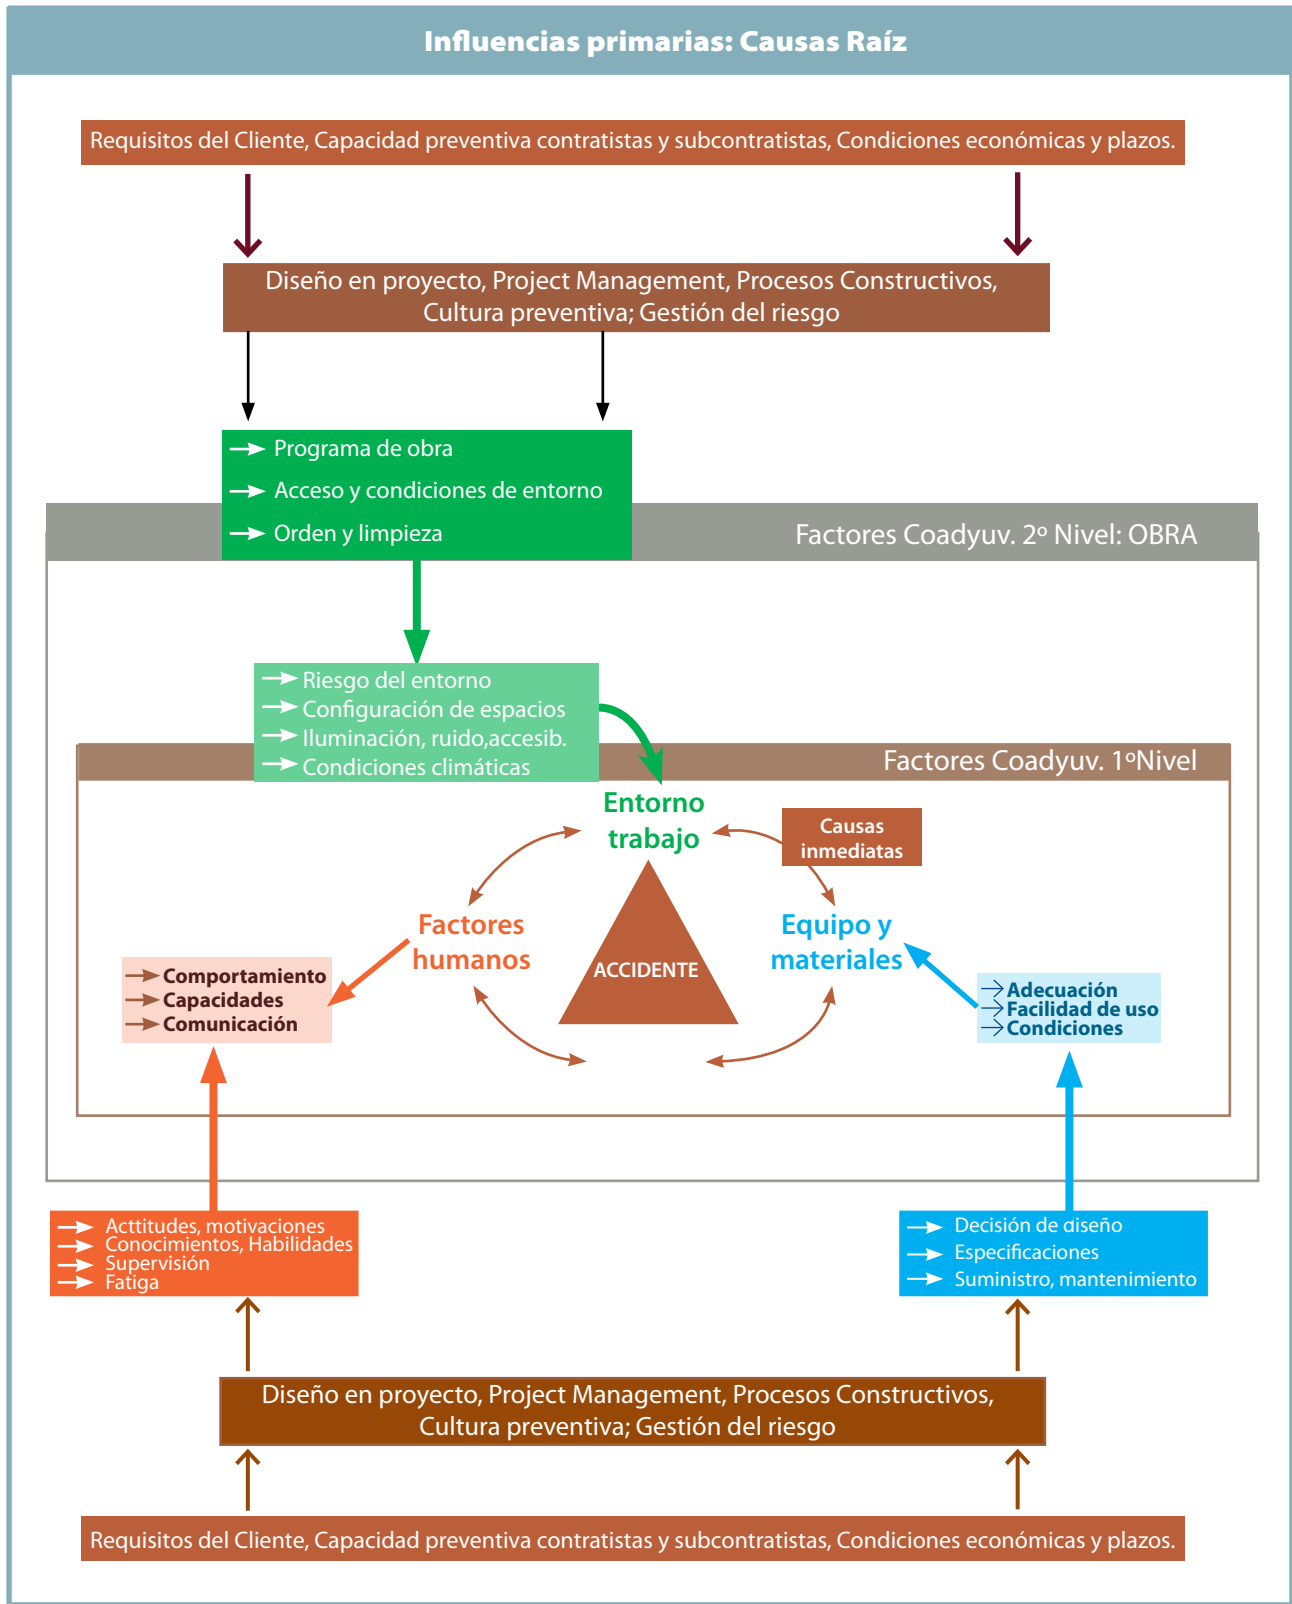 Influencias primarias: Causas Raíz
Requisitos del Cliente, Capacidad preventiva contratistas y subcontratistas, Condiciones económicas y plazos.
Diseño en proyecto, Project Management, Procesos Constructivos,
Cultura preventiva; Gestión del riesgo
Programa de obra
Acceso y condiciones de entorno
Orden y limpieza
Factores Coadyuv. 2º Nivel: OBRA
Riesgo del entorno
Configuración de espacios
Iluminación, ruido,accesib.
Condiciones climáticas
Factores Coadyuv. 1ºNivel
Entorno
trabajo
Causas
inmediatas
Factores
humanos
Equipo y
materiales
ACCIDENTE
Comportamiento
Capacidades
Comunicación
Adecuación
Facilidad de uso
Condiciones
Acttitudes, motivaciones
Conocimientos, Habilidades
Supervisión
Fatiga
Decisión de diseño
Especificaciones
Suministro, mantenimiento
Diseño en proyecto, Project Management, Procesos Constructivos,
Cultura preventiva; Gestión del riesgo
Requisitos del Cliente, Capacidad preventiva contratistas y subcontratistas, Condiciones económicas y plazos.